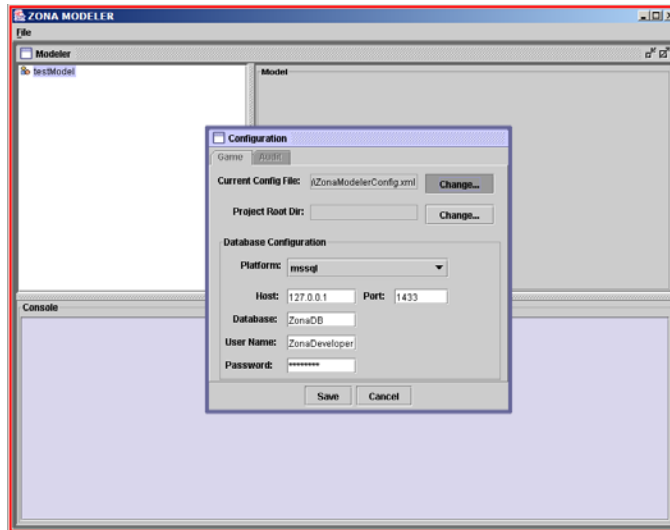 ZONA MODELER
File
Modeler
testModel
Model
Configuration
Game Audit
Current Config File: \ZonaModelerConfig.xml Change...
Project Root Dir: Change...
Database Configuration
Platform: mssql
Host: 127.0.0.1 Port: 1433
Database: ZonaDB
User Name: ZonaDeveloper
Password: ********
Save Cancel
Console